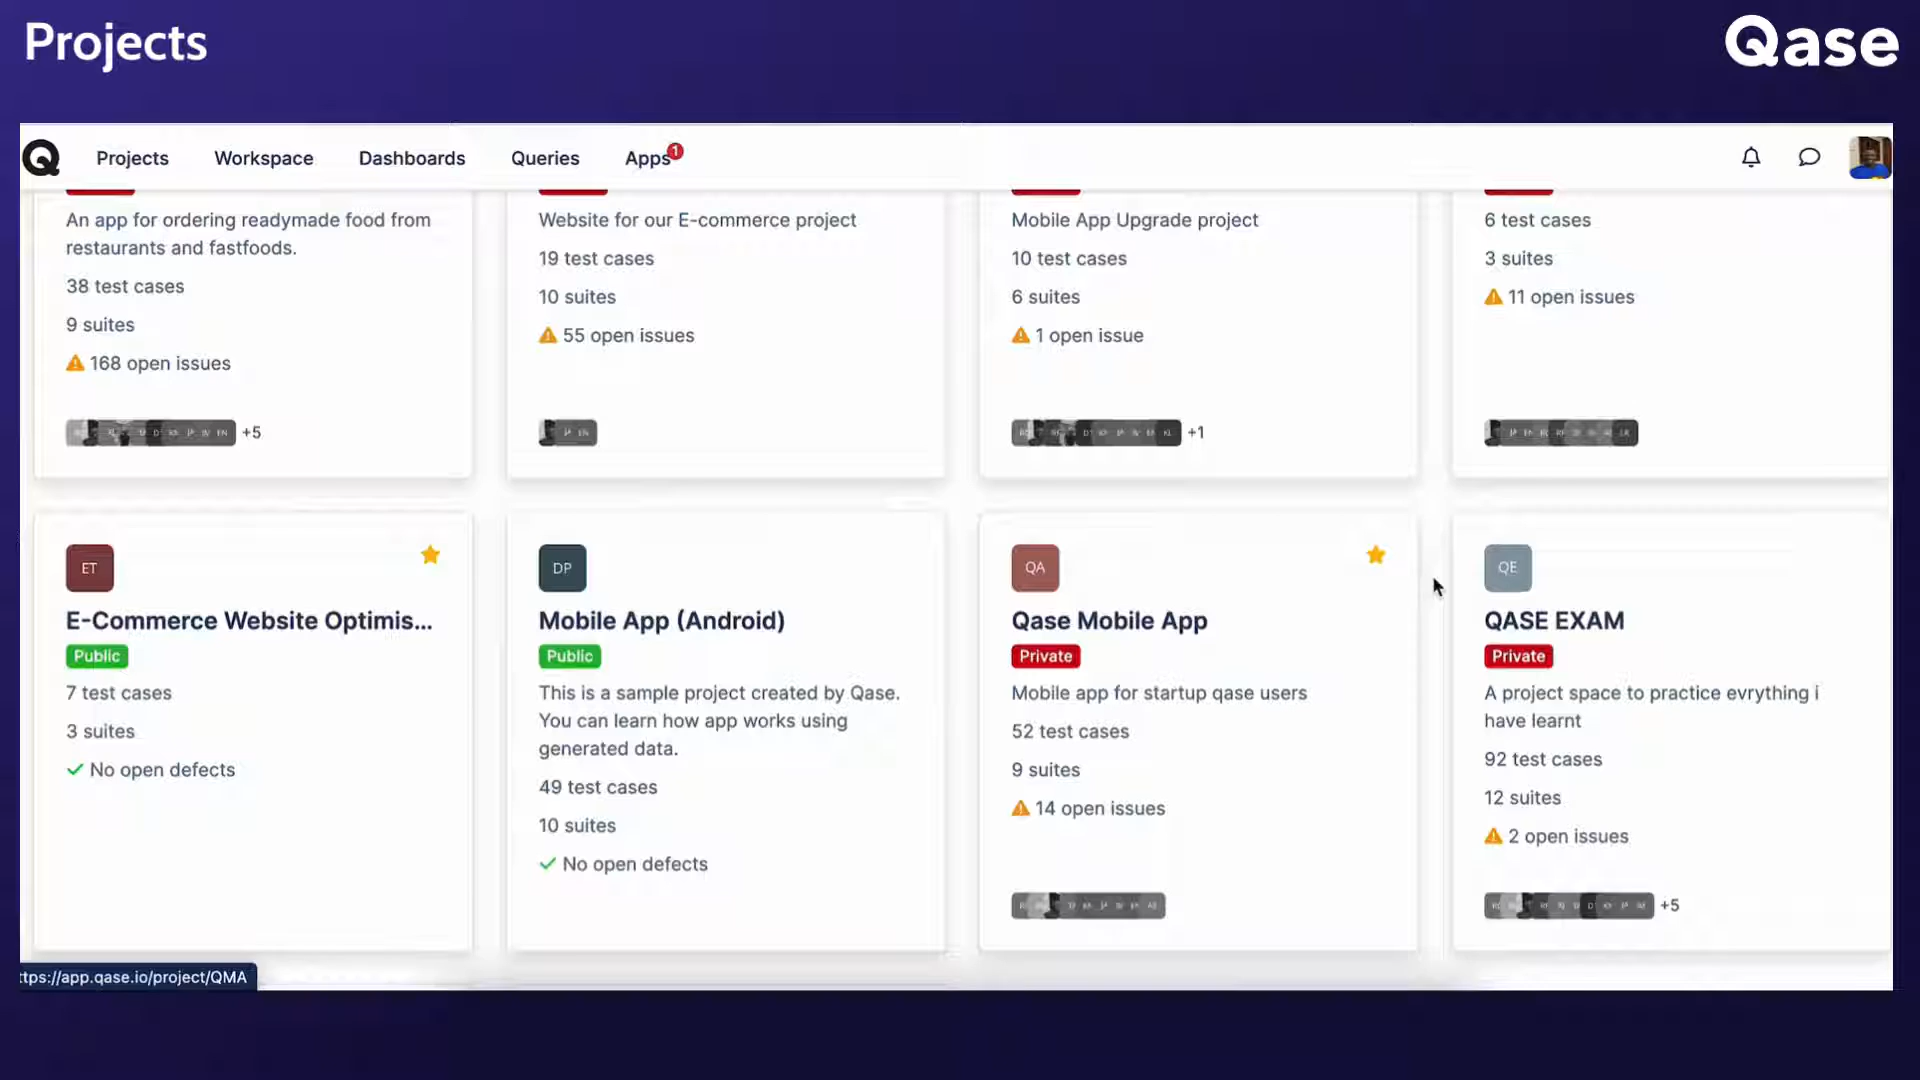 Projects
Qase
Projects
Workspace
Dashboards
Queries
Apps
1
An app for ordering readymade food from
restaurants and fastfoods.
38 test cases
9 suites
168 open issues
+5
Website for our E-commerce project
19 test cases
10 suites
55 open issues
Mobile App Upgrade project
10 test cases
6 suites
1 open issue
+1
6 test cases
3 suites
11 open issues
ET
E-Commerce Website Optimis...
Public
7 test cases
3 suites
No open defects
DP
Mobile App (Android)
Public
This is a sample project created by Qase.
You can learn how app works using
generated data.
49 test cases
10 suites
No open defects
QA
Qase Mobile App
Private
Mobile app for startup qase users
52 test cases
9 suites
14 open issues
QE
QASE EXAM
Private
A project space to practice evrything i
have learnt
92 test cases
12 suites
2 open issues
+5
ttps://app.qase.io/project/QMA